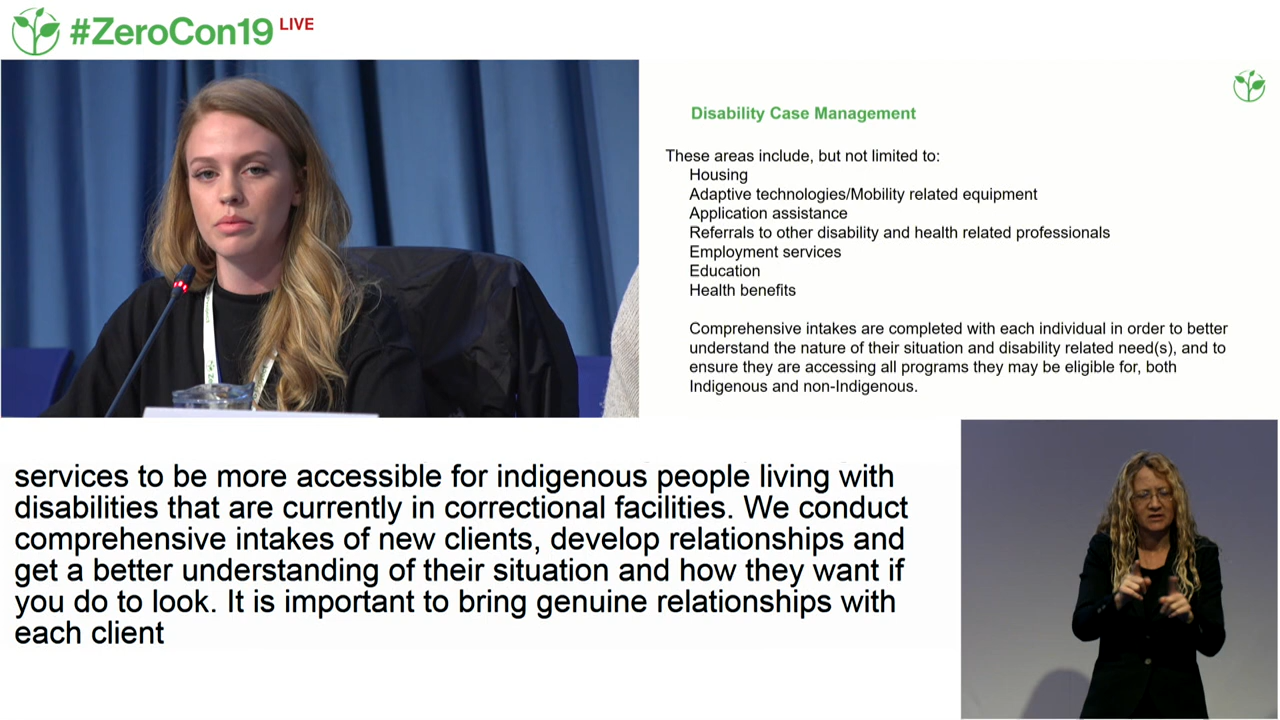 #ZeroCon19 LIVE
Disability Case Management
These areas include, but not limited to:
Housing
Adaptive technologies/Mobility related equipment
Application assistance
Referrals to other disability and health related professionals
Employment services
Education
Health benefits
Comprehensive intakes are completed with each individual in order to better
understand the nature of their situation and disability related need(s), and to
ensure they are accessing all programs they may be eligible for, both
Indigenous and non-Indigenous.
services to be more accessible for indigenous people living with
disabilities that are currently in correctional facilities. We conduct
comprehensive intakes of new clients, develop relationships and
get a better understanding of their situation and how they want if
you do to look. It is important to bring genuine relationships with
each client